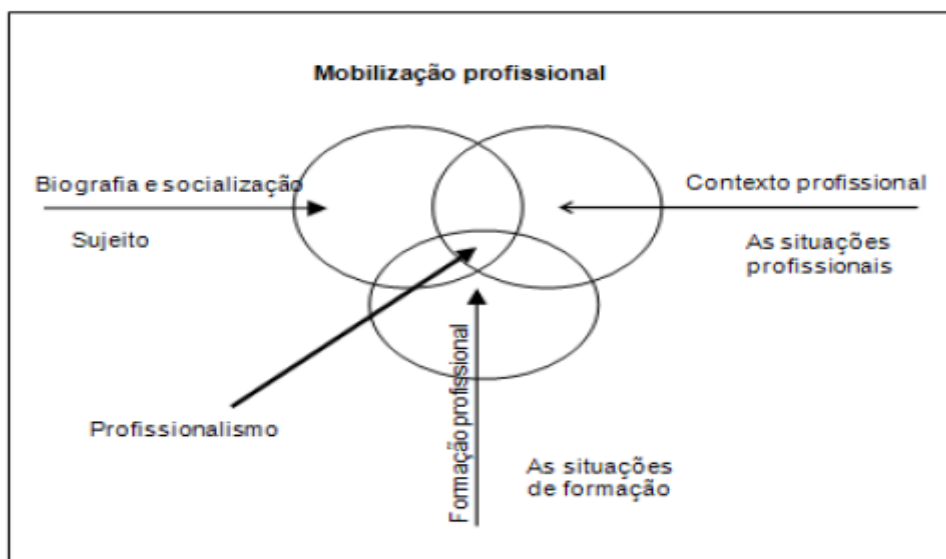 Mobilização profissional
Biografia e socialização
Sujeito
Contexto profissional
As situações
profissionais
Profissionalismo
Formação profissional
As situações
de formação